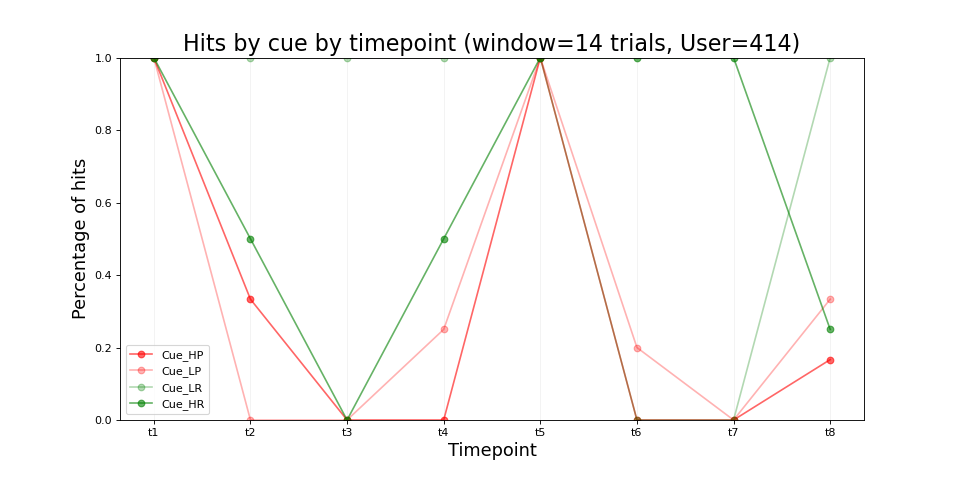 Hits by cue by timepoint (window=14 trials, User=414)
1.0
0.8
0.6
0.4
0.2
0.0
Percentage of hits
Cue_HP
Cue_LP
Cue_LR
Cue_HR
t1 t2 t3 t4 t5 t6 t7 t8
Timepoint